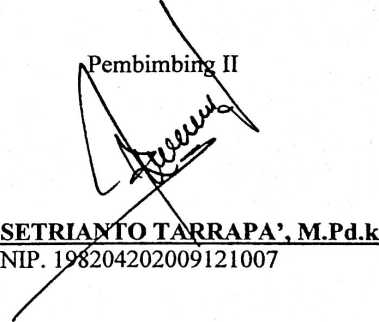 Pembimbing II
SETRIANTO TARRAPA', M.Pd.k
NIP. 198204202009121007